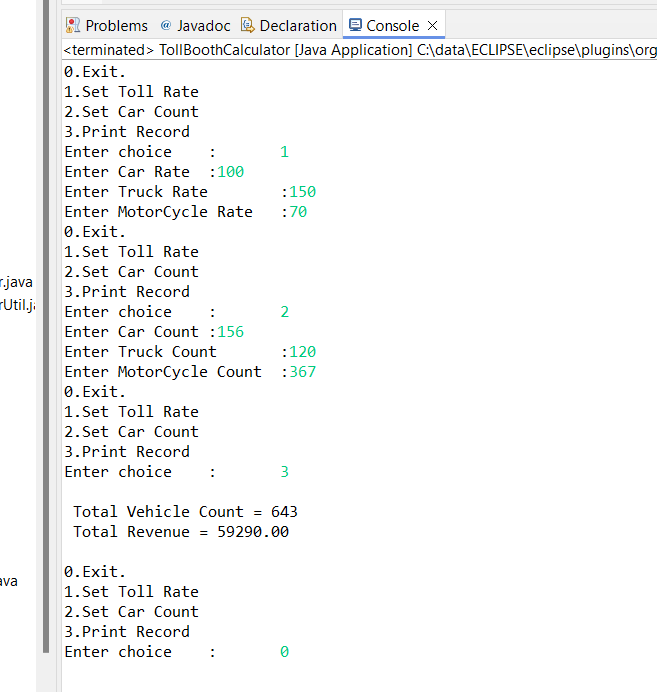 Problems @ Javadoc Declaration Console
<terminated> TollBoothCalculator [Java Application] C:\data\ECLIPSE\eclipse\plugins\org
0.Exit.
1.Set Toll Rate
2.Set Car Count
3.Print Record
Enter choice    :       1
Enter Car Rate  :100
Enter Truck Rate        :150
Enter MotorCycle Rate   :70
0.Exit.
1.Set Toll Rate
2.Set Car Count
3.Print Record
Enter choice    :       2
Enter Car Count :156
Enter Truck Count       :120
Enter MotorCycle Count  :367
0.Exit.
1.Set Toll Rate
2.Set Car Count
3.Print Record
Enter choice    :       3
Total Vehicle Count = 643
Total Revenue = 59290.00
0.Exit.
1.Set Toll Rate
2.Set Car Count
3.Print Record
Enter choice    :       0
r.java
rUtil.ja
ava